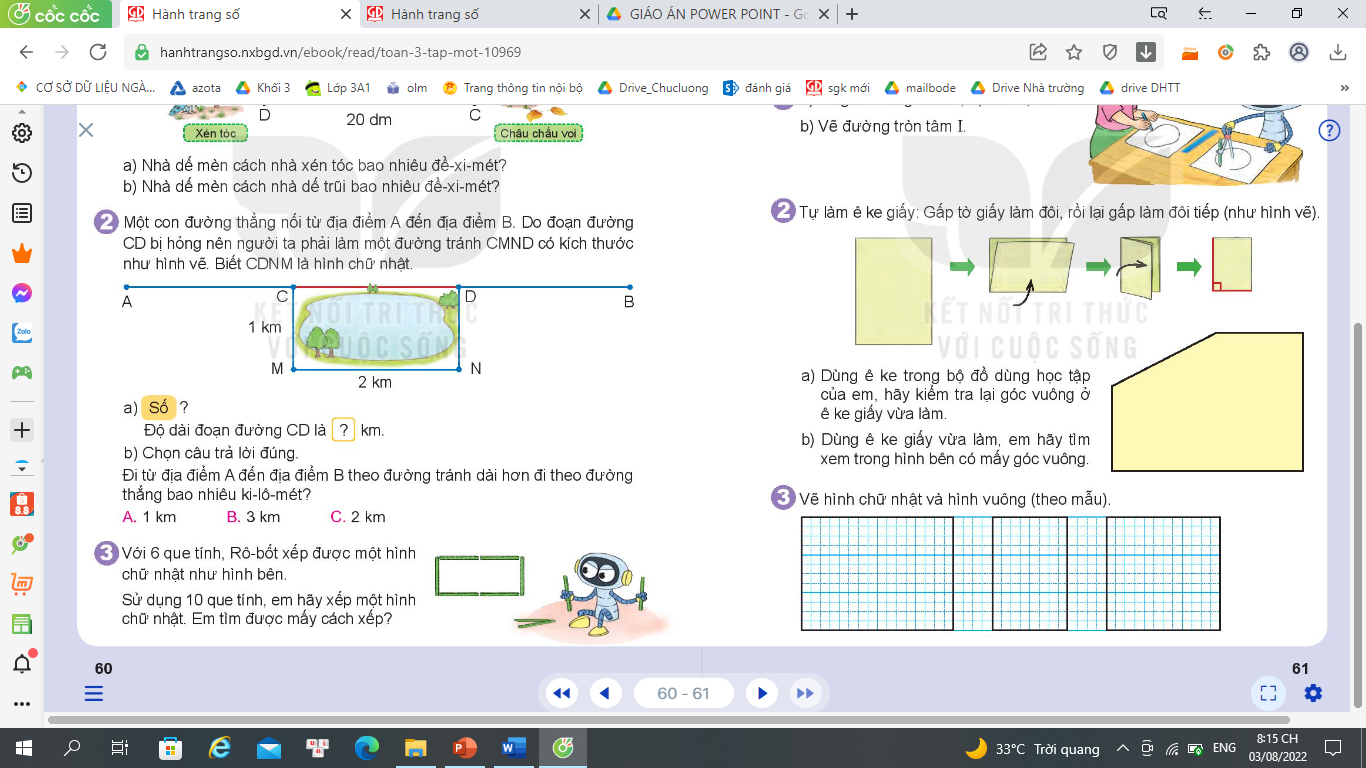 cốc cốc
Hành trang số
Hành trang số
GIÁO ÁN POWER POINT - Go
hanhtrangso.nxbgd.vn/ebook/read/toan-3-tap-mot-10969
CƠ SỞ DỮ LIỆU NGÀ...
azota
Khối 3
Lớp 3A1
olm
Trang thông tin nội bộ
Drive_Chucluong
đánh giá
sgk mới
mailbode
Drive Nhà trường
drive DHTT
D
20 dm
C
Xén tóc
Châu chấu voi
a) Nhà dế mèn cách nhà xén tóc bao nhiêu đề-xi-mét?
b) Nhà dế mèn cách nhà dế trũi bao nhiêu đề-xi-mét?
2 Một con đường thẳng nối từ địa điểm A đến địa điểm B. Do đoạn đường
CD bị hỏng nên người ta phải làm một đường tránh CMND có kích thước
như hình vẽ. Biết CDNM là hình chữ nhật.
A
C
D
B
1 km
M
N
2 km
a) Số ?
Độ dài đoạn đường CD là ? km.
b) Chọn câu trả lời đúng.
Đi từ địa điểm A đến địa điểm B theo đường tránh dài hơn đi theo đường
thẳng bao nhiêu ki-lô-mét?
A. 1 km B. 3 km C. 2 km
3 Với 6 que tính, Rô-bốt xếp được một hình
chữ nhật như hình bên.
Sử dụng 10 que tính, em hãy xếp một hình
chữ nhật. Em tìm được mấy cách xếp?
60
b) Vẽ đường tròn tâm I.
2 Tự làm ê ke giấy: Gấp tờ giấy làm đôi, rồi lại gấp làm đôi tiếp (như hình vẽ).
a) Dùng ê ke trong bộ đồ dùng học tập
của em, hãy kiểm tra lại góc vuông ở
ê ke giấy vừa làm.
b) Dùng ê ke giấy vừa làm, em hãy tìm
xem trong hình bên có mấy góc vuông.
3 Vẽ hình chữ nhật và hình vuông (theo mẫu).
61
KẾT NỐI TRI THỨC
VỚI CUỘC SỐNG
KẾT NỐI TRI THỨC
VỚI CUỘC SỐNG
60 - 61
Zalo
8.8
33°C Trời quang
ENG
8:15 CH
03/08/2022